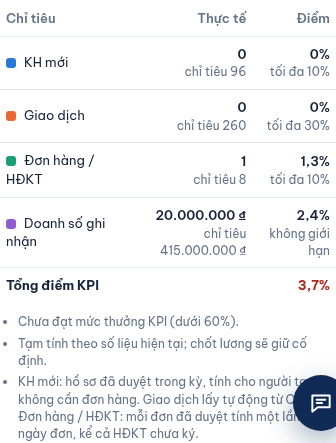 Chỉ tiêu Thực tế Điểm
KH mới 0 0%
chỉ tiêu 96 tối đa 10%
Giao dịch 0 0%
chỉ tiêu 260 tối đa 30%
Đơn hàng / 1 1,3%
HĐKT chỉ tiêu 8 tối đa 10%
Doanh số ghi 20.000.000 ₫ 2,4%
nhận chỉ tiêu không giới
415.000.000 ₫ hạn
Tổng điểm KPI 3,7%
• Chưa đạt mức thưởng KPI (dưới 60%).
• Tạm tính theo số liệu hiện tại; chốt lương sẽ giữ cố
định.
• KH mới: hồ sơ đã duyệt trong kỳ, tính cho người
không cần đơn hàng. Giao dịch lấy tự động từ
Đơn hàng / HĐKT: mỗi đơn đã duyệt tính một lần
ngày đơn, kể cả HĐKT chưa ký.